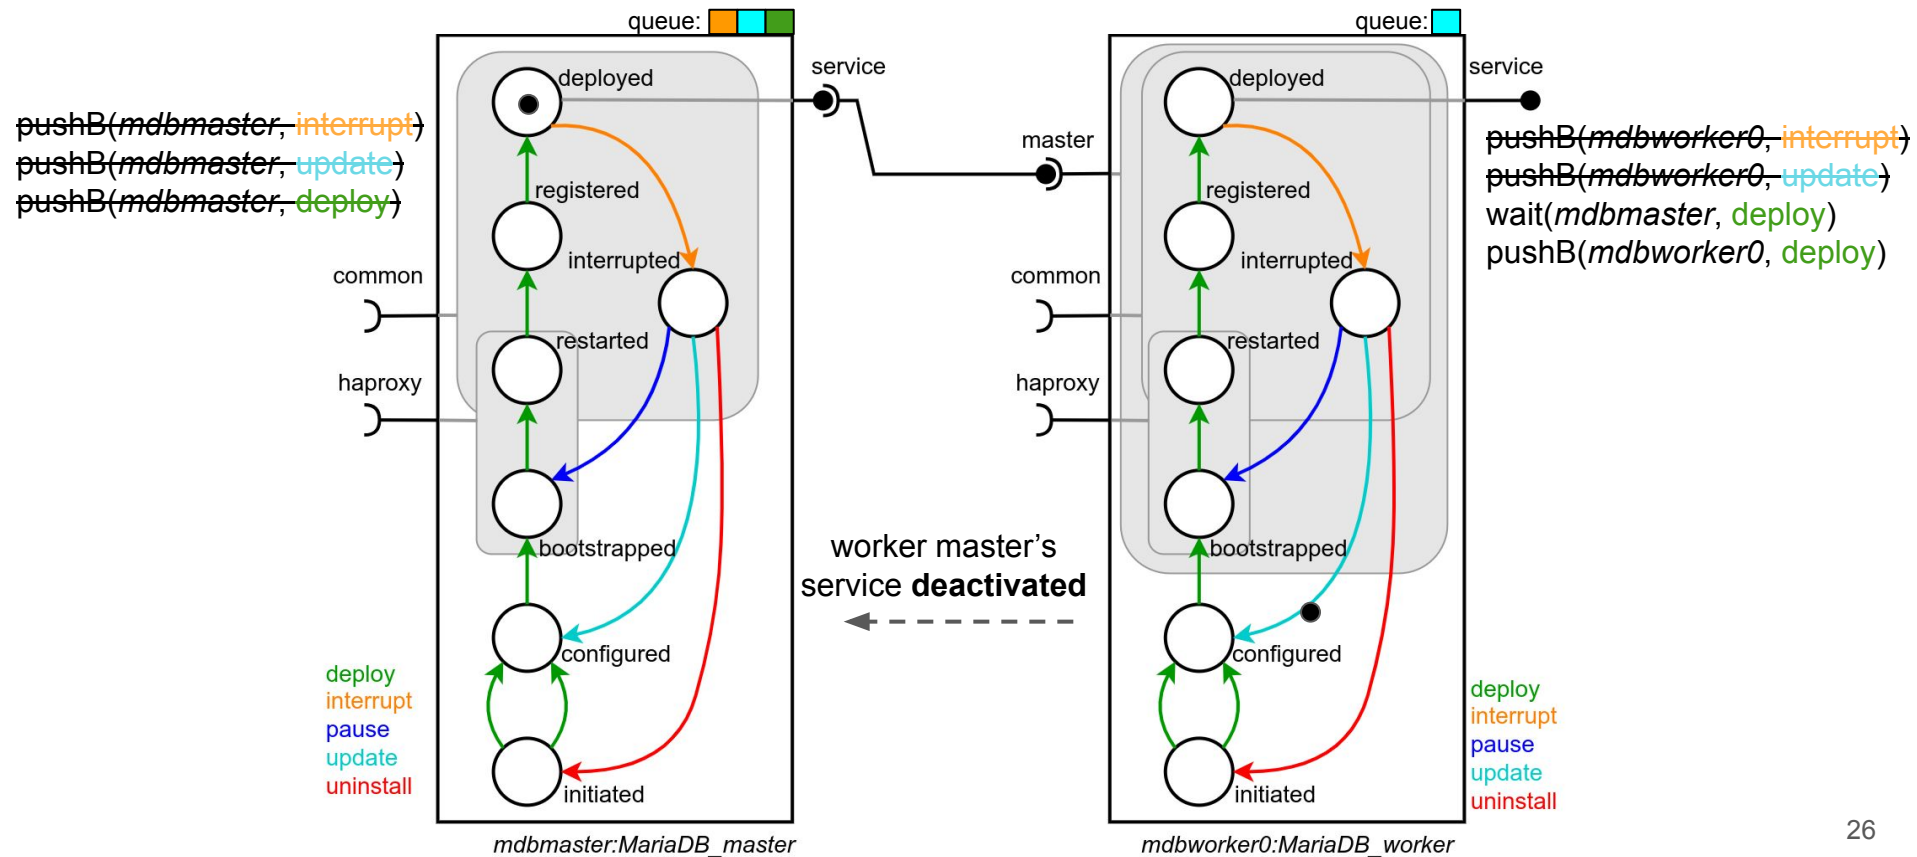 queue:
queue:
pushB(mdbmaster, interrupt)
pushB(mdbmaster, update)
pushB(mdbmaster, deploy)
deployed
registered
interrupted
restarted
bootstrapped
configured
initiated
common
haproxy
service
deploy
interrupt
pause
update
uninstall
mdbmaster:MariaDB_master
worker master's
service deactivated
master
common
haproxy
deployed
registered
interrupted
restarted
bootstrapped
configured
initiated
service
pushB(mdbworker0, interrupt)
pushB(mdbworker0, update)
wait(mdbmaster, deploy)
pushB(mdbworker0, deploy)
deploy
interrupt
pause
update
uninstall
mdbworker0:MariaDB_worker
26